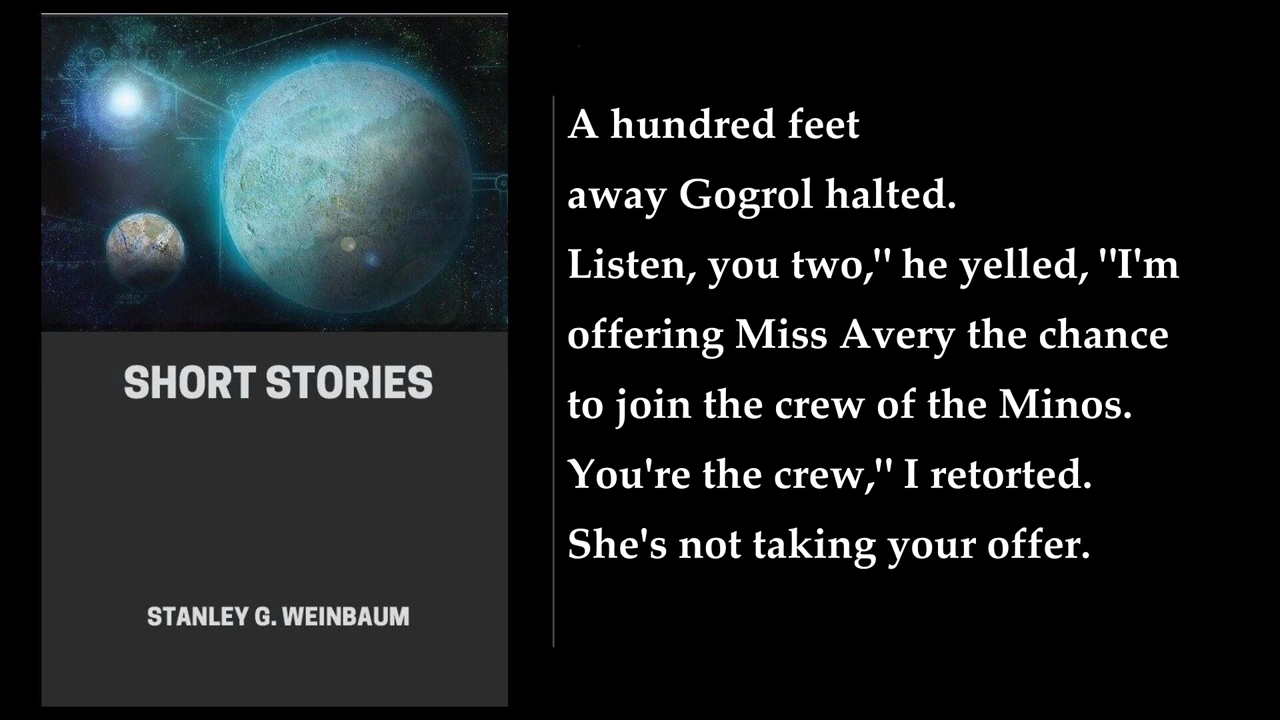 SHORT STORIES
STANLEY G. WEINBAUM
A hundred feet
away Gogrol halted.
Listen, you two," he yelled, "I'm
offering Miss Avery the chance
to join the crew of the Minos.
You're the crew," I retorted.
She's not taking your offer.